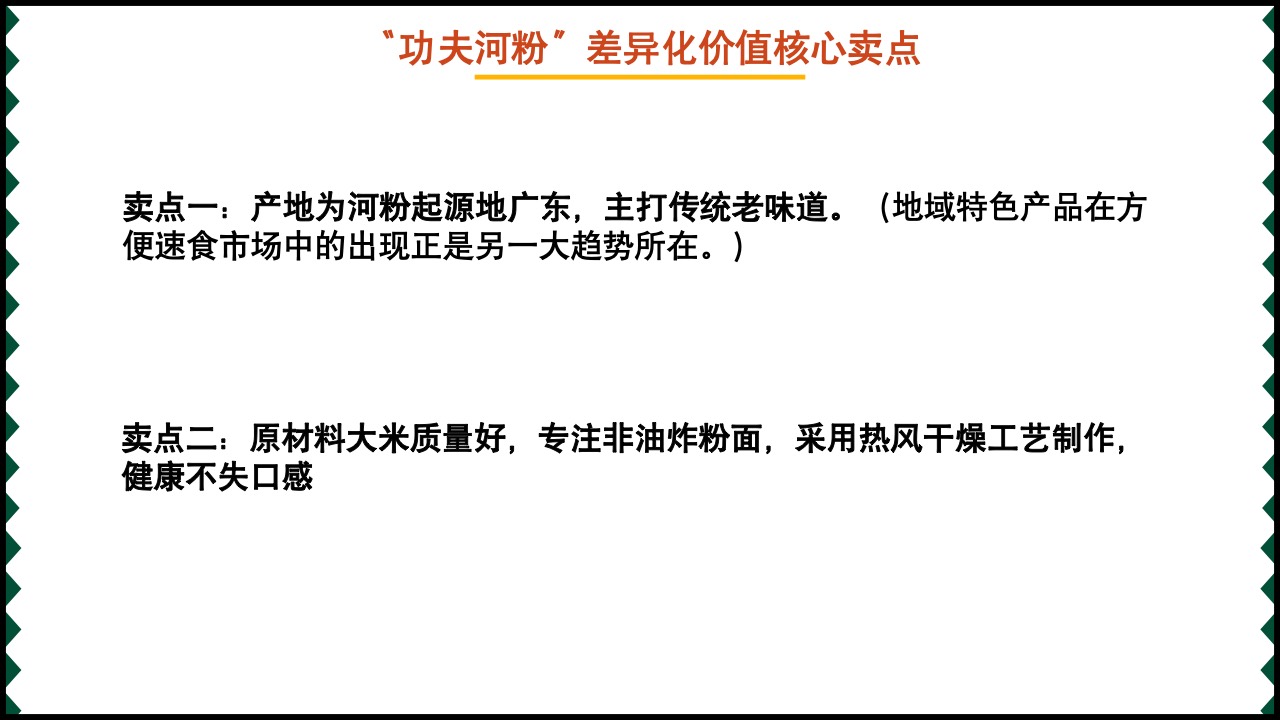 “功夫河粉”差异化价值核心卖点
卖点一：产地为河粉起源地广东，主打传统老味道。（地域特色产品在方
便速食市场中的出现正是另一大趋势所在。）
卖点二：原材料大米质量好，专注非油炸粉面，采用热风干燥工艺制作，
健康不失口感